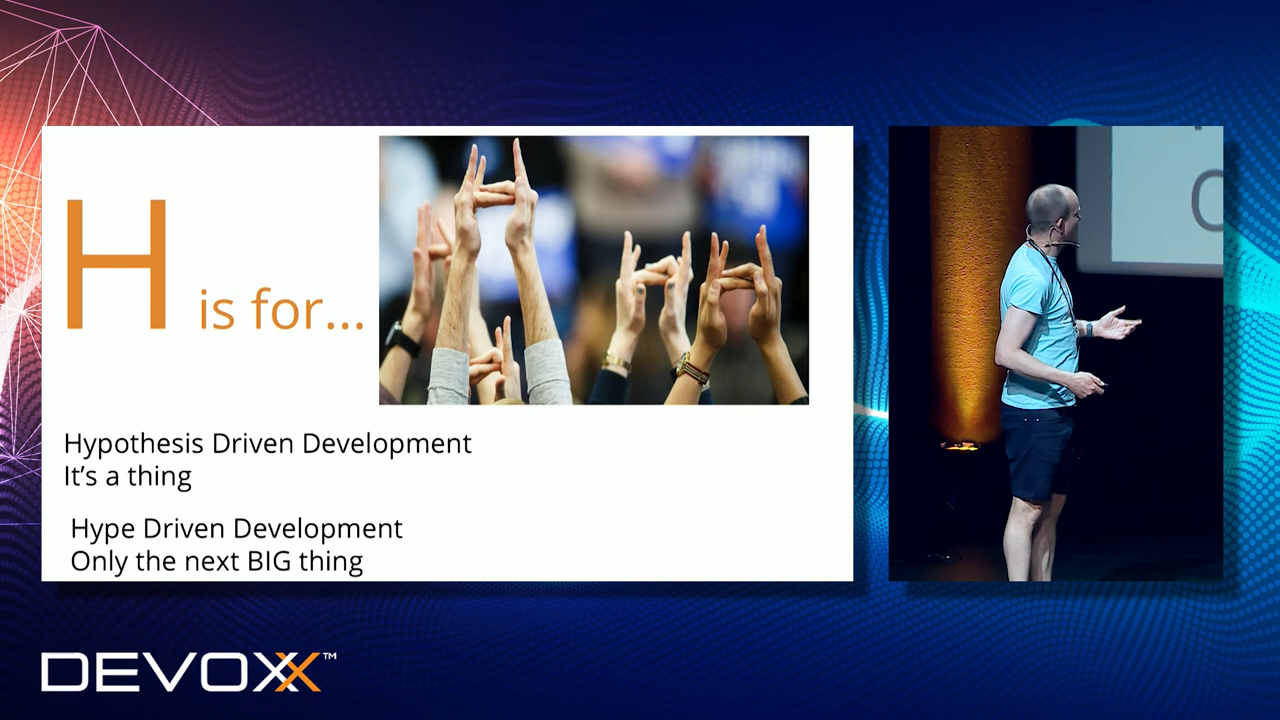 H is for...
Hypothesis Driven Development
It's a thing
Hype Driven Development
Only the next BIG thing
DEVOXX™